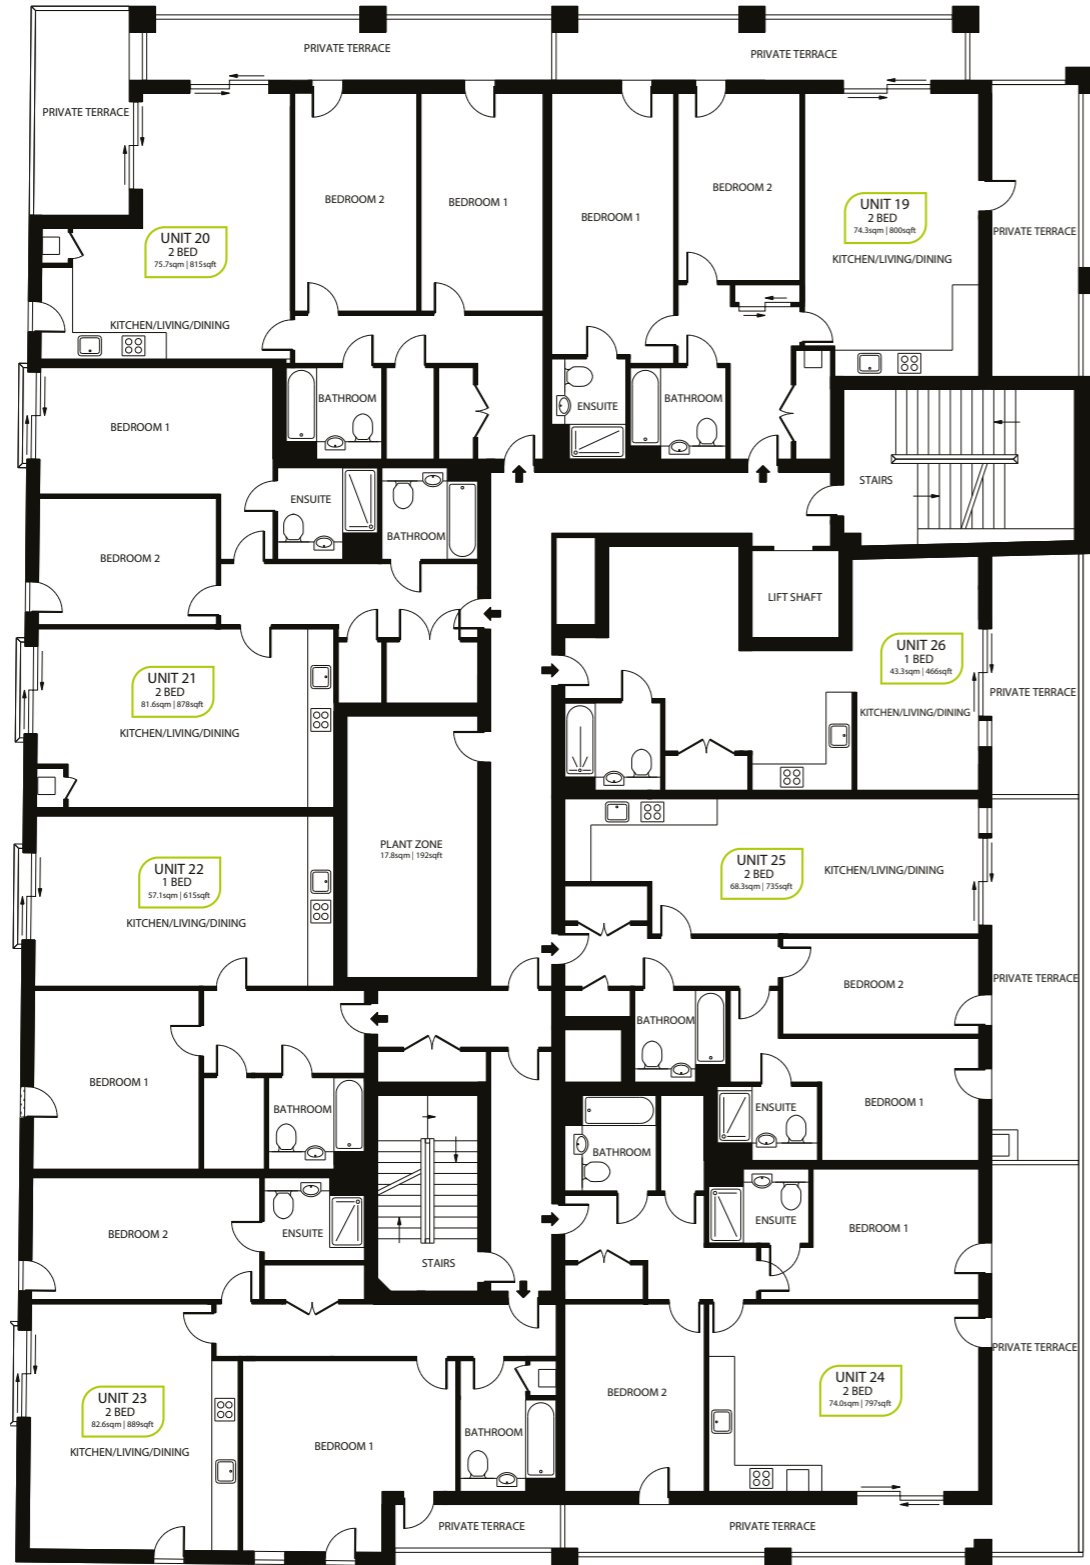 PRIVATE TERRACE
PRIVATE TERRACE
PRIVATE TERRACE
BEDROOM 2
BEDROOM 1
BEDROOM 1
BEDROOM 2
UNIT 19
2 BED
74.3sqm | 800sqft
KITCHEN/LIVING/DINING
PRIVATE TERRACE
UNIT 20
2 BED
75.7sqm | 815sqft
KITCHEN/LIVING/DINING
BATHROOM
ENSUITE
BATHROOM
BEDROOM 1
STAIRS
ENSUITE
BATHROOM
BEDROOM 2
LIFT SHAFT
UNIT 26
1 BED
43.3sqm | 466sqft
KITCHEN/LIVING/DINING
PRIVATE TERRACE
UNIT 21
2 BED
81.6sqm | 878sqft
KITCHEN/LIVING/DINING
PLANT ZONE
17.8sqm | 192sqft
UNIT 22
1 BED
57.1sqm | 615sqft
KITCHEN/LIVING/DINING
UNIT 25
2 BED
68.3sqm | 735sqft
KITCHEN/LIVING/DINING
BEDROOM 2
PRIVATE TERRACE
BATHROOM
BEDROOM 1
BATHROOM
ENSUITE
BEDROOM 1
BATHROOM
BEDROOM 2
ENSUITE
ENSUITE
BEDROOM 1
STAIRS
PRIVATE TERRACE
UNIT 23
2 BED
82.6sqm | 889sqft
KITCHEN/LIVING/DINING
BEDROOM 1
BATHROOM
BEDROOM 2
UNIT 24
2 BED
74.0sqm | 797sqft
KITCHEN/LIVING/DINING
PRIVATE TERRACE
PRIVATE TERRACE